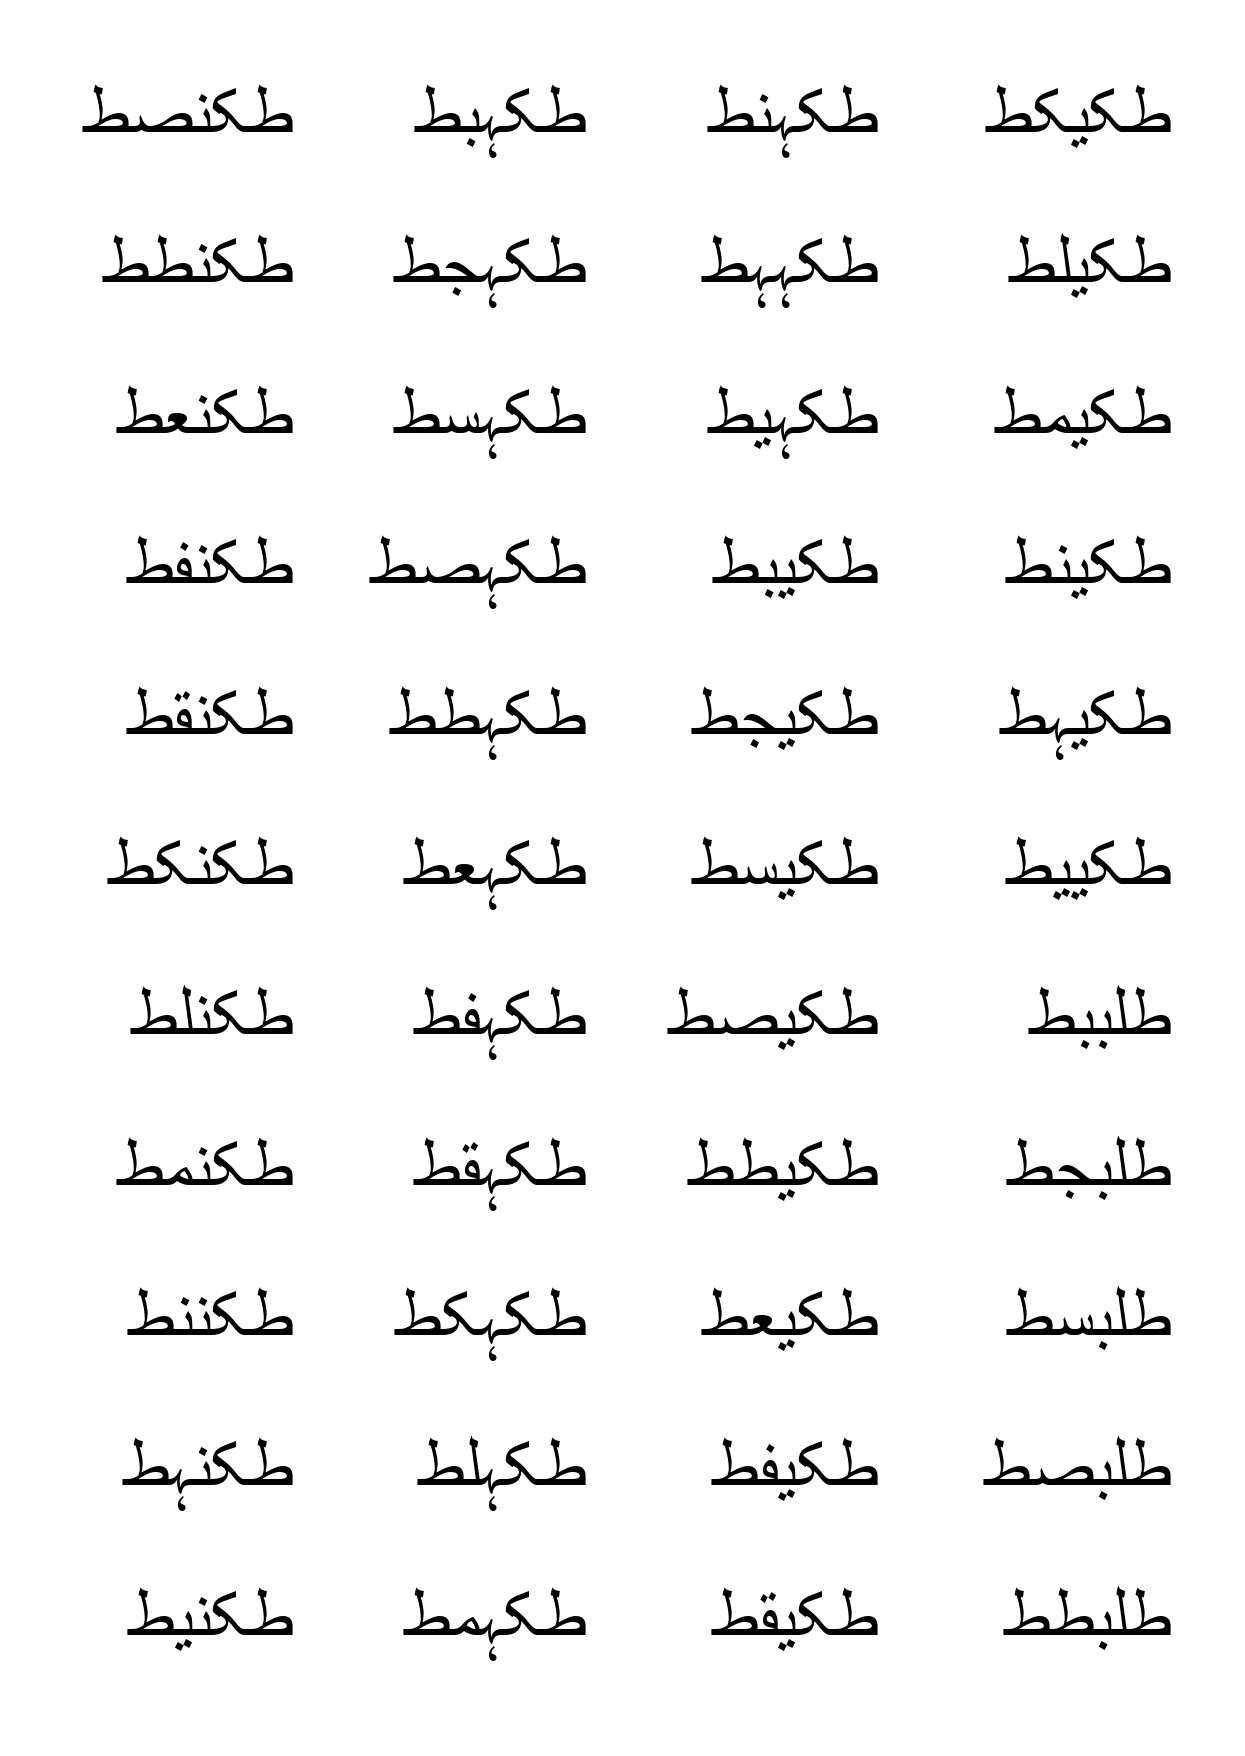 طکیکط طکہنط طکہبط طکنصط
طکیلط طکہہط طکہجط طکنطط
طکیمط طکہیط طکہسط طکنعط
طکینط طکیبط طکہصط طکنفط
طکیہط طکیجط طکہطط طکنقط
طکییط طکیسط طکہعط طکنکط
طلببط طکیصط طکہفط طکنلط
طلبجط طکیطط طکہقط طکنمط
طلبسط طکیعط طکہکط طکننط
طلبصط طکیفط طکہلط طکنہط
طلبطط طکیقط طکہمط طکنیط